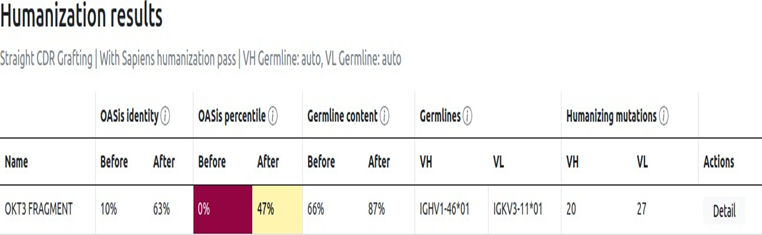 Humanization results
Straight CDR Grafting | With Sapiens humanization pass | VH Germline: auto, VL Germline: auto
OASis identity OASis percentile Germline content Germlines Humanizing mutations
Name Before After Before After Before After VH VL VH VL Actions
OKT3 FRAGMENT 10% 63% 0% 47% 66% 87% IGHV1-46*01 IGKV3-11*01 20 27 Detail